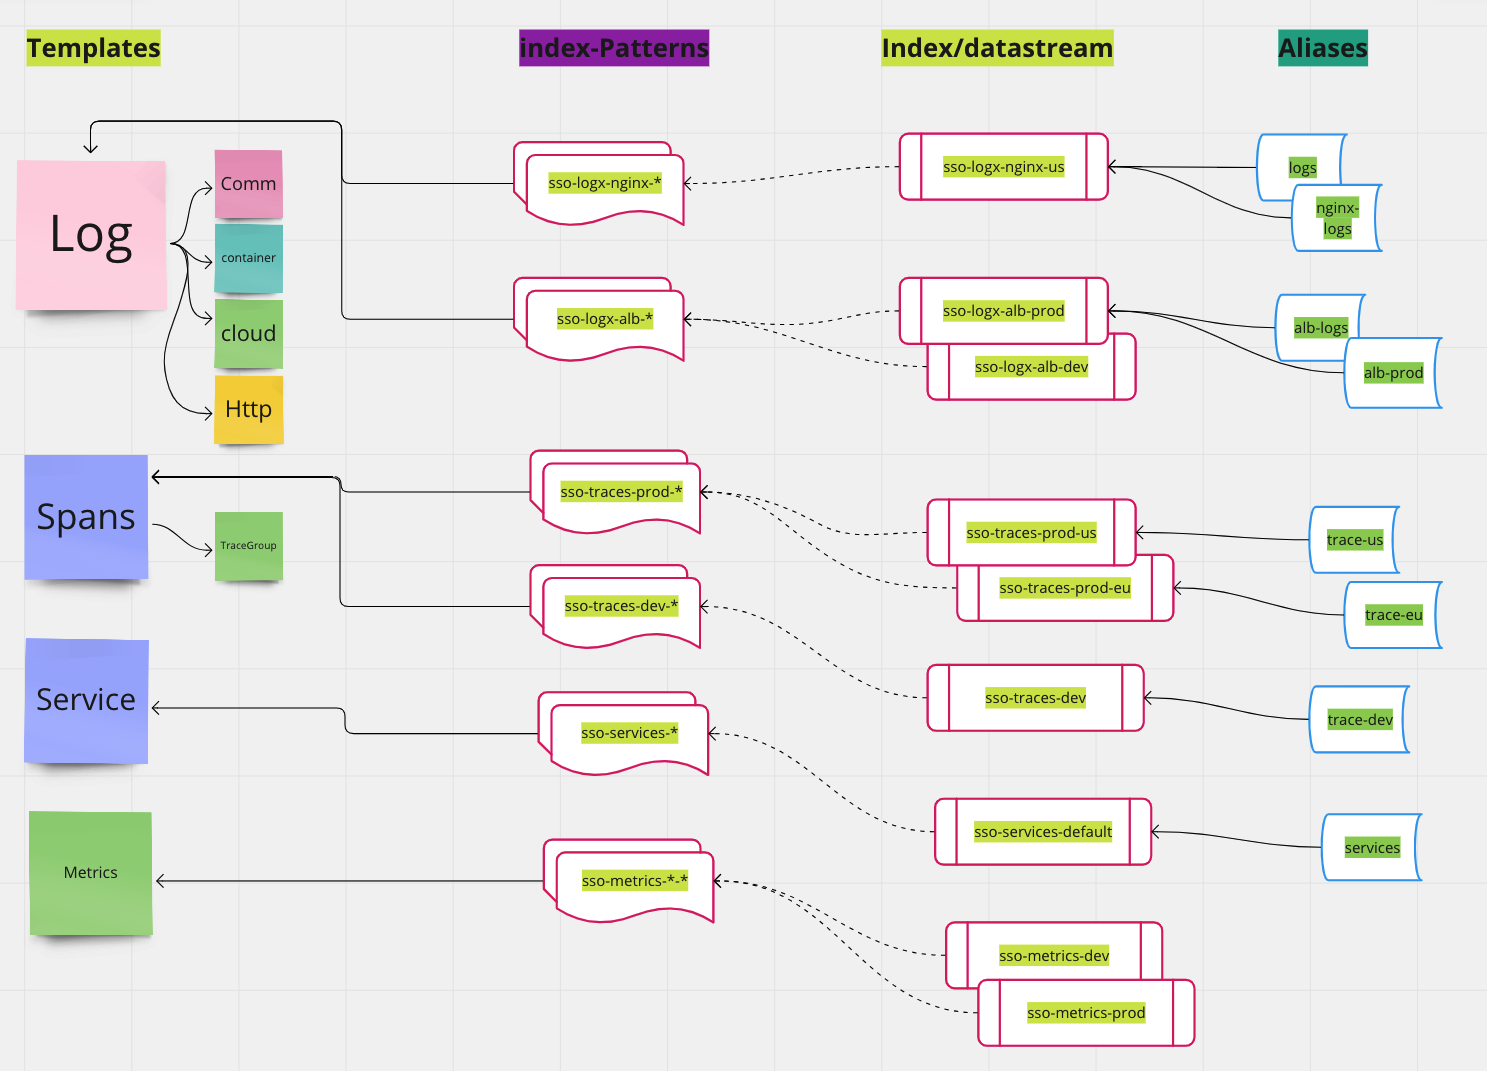 Templates
index-Patterns
Index/datastream
Aliases
Log
Comm
container
cloud
Http
sso-logx-nginx-*
sso-logx-nginx-us
logs
nginx-
logs
sso-logx-alb-*
sso-logx-alb-prod
sso-logx-alb-dev
alb-logs
alb-prod
Spans
TraceGroup
sso-traces-prod-*
sso-traces-prod-us
sso-traces-prod-eu
trace-us
trace-eu
sso-traces-dev-*
sso-traces-dev
trace-dev
Service
sso-services-*
sso-services-default
services
Metrics
sso-metrics-*-*
sso-metrics-dev
sso-metrics-prod